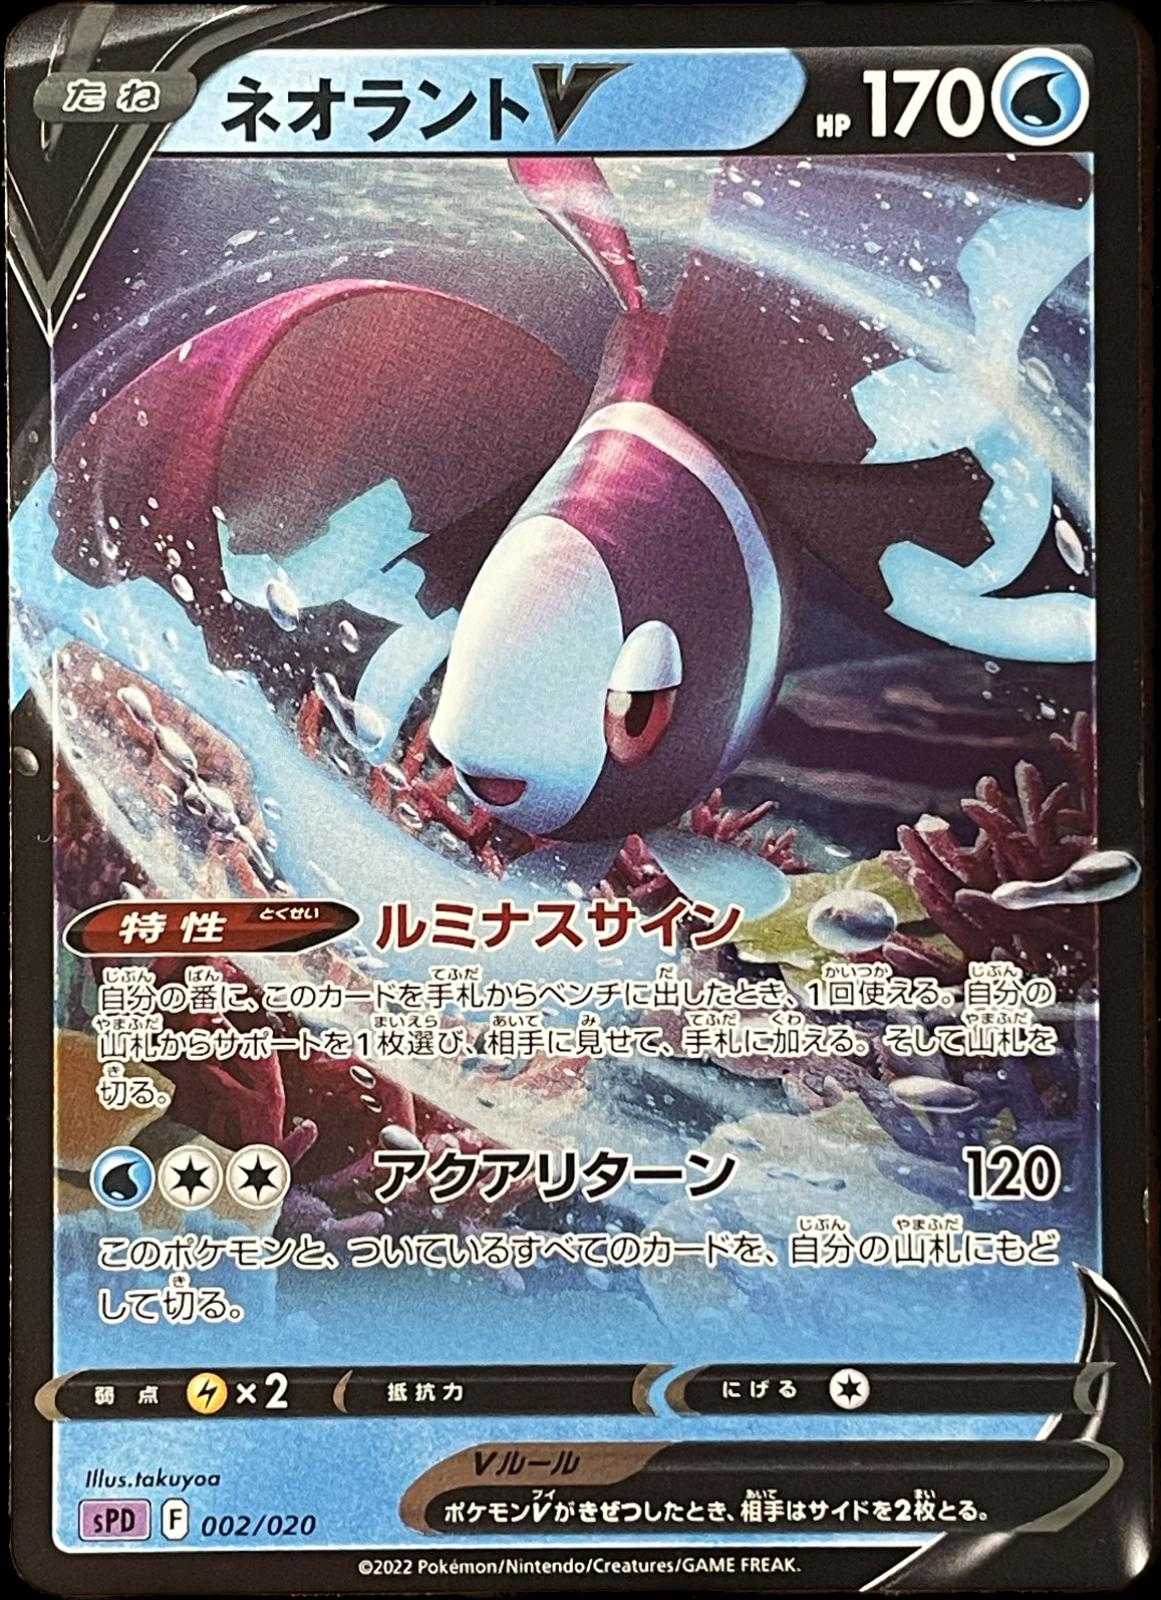 たね ネオラントV HP 170
特性 とくせい ルミナスサイン
自分の番に、このカードを手札からベンチに出したとき、1回使える。自分の
山札からサポートを1枚選び、相手に見せて、手札に加える。そして山札を
切る。
アクアリターン 120
このポケモンと、ついているすべてのカードを、自分の山札にもど
して切る。
弱点 ×2 抵抗力 にげる
Vルール
ポケモンVがきぜつしたとき、相手はサイドを2枚とる。
Illus.takuyoa
sPD F 002/020
©2022 Pokémon/Nintendo/Creatures/GAME FREAK.